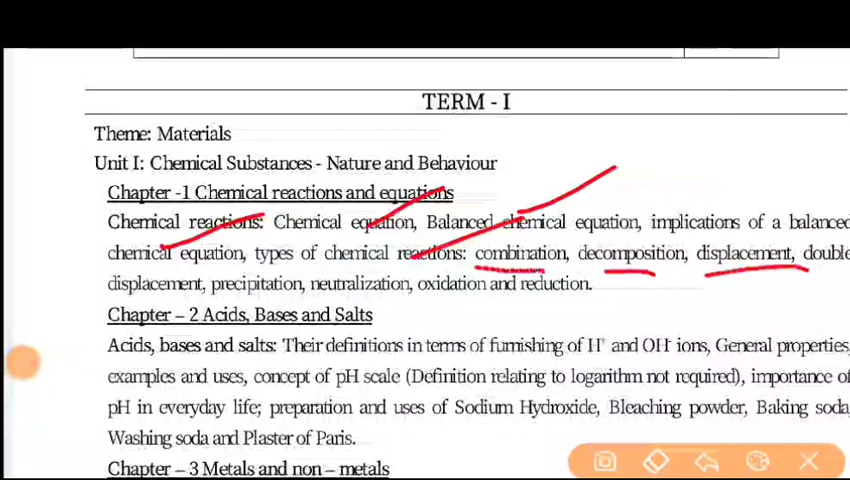 TERM - I
Theme: Materials
Unit I: Chemical Substances - Nature and Behaviour
Chapter -1 Chemical reactions and equations
Chemical reactions: Chemical equation, Balanced chemical equation, implications of a balanced
chemical equation, types of chemical reactions: combination, decomposition, displacement, double
displacement, precipitation, neutralization, oxidation and reduction.
Chapter – 2 Acids, Bases and Salts
Acids, bases and salts: Their definitions in terms of furnishing of H⁺ and OH⁻ ions, General properties,
examples and uses, concept of pH scale (Definition relating to logarithm not required), importance of
pH in everyday life; preparation and uses of Sodium Hydroxide, Bleaching powder, Baking soda,
Washing soda and Plaster of Paris.
Chapter – 3 Metals and non – metals